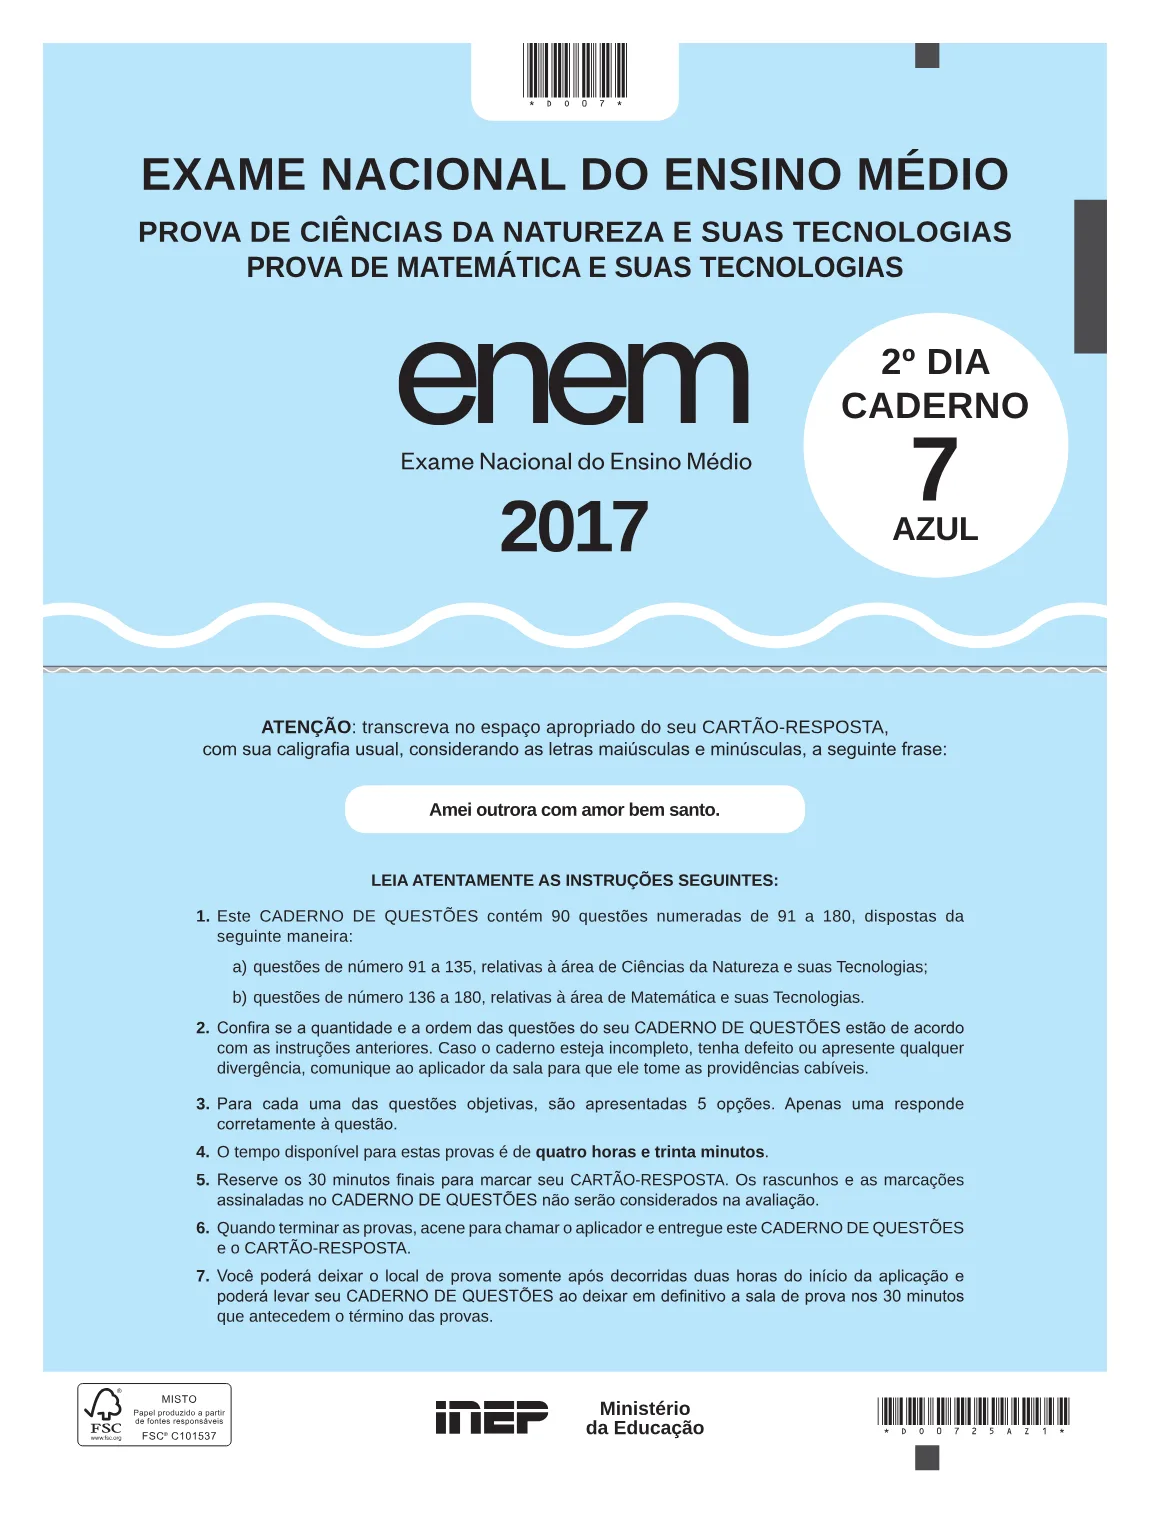 *D007*
EXAME NACIONAL DO ENSINO MÉDIO
PROVA DE CIÊNCIAS DA NATUREZA E SUAS TECNOLOGIAS
PROVA DE MATEMÁTICA E SUAS TECNOLOGIAS
enem
Exame Nacional do Ensino Médio
2017
2º DIA
CADERNO
7
AZUL
ATENÇÃO: transcreva no espaço apropriado do seu CARTÃO-RESPOSTA,
com sua caligrafia usual, considerando as letras maiúsculas e minúsculas, a seguinte frase:
Amei outrora com amor bem santo.
LEIA ATENTAMENTE AS INSTRUÇÕES SEGUINTES:
1. Este CADERNO DE QUESTÕES contém 90 questões numeradas de 91 a 180, dispostas da
seguinte maneira:
a) questões de número 91 a 135, relativas à área de Ciências da Natureza e suas Tecnologias;
b) questões de número 136 a 180, relativas à área de Matemática e suas Tecnologias.
2. Confira se a quantidade e a ordem das questões do seu CADERNO DE QUESTÕES estão de acordo
com as instruções anteriores. Caso o caderno esteja incompleto, tenha defeito ou apresente qualquer
divergência, comunique ao aplicador da sala para que ele tome as providências cabíveis.
3. Para cada uma das questões objetivas, são apresentadas 5 opções. Apenas uma responde
corretamente à questão.
4. O tempo disponível para estas provas é de quatro horas e trinta minutos.
5. Reserve os 30 minutos finais para marcar seu CARTÃO-RESPOSTA. Os rascunhos e as marcações
assinaladas no CADERNO DE QUESTÕES não serão considerados na avaliação.
6. Quando terminar as provas, acene para chamar o aplicador e entregue este CADERNO DE QUESTÕES
e o CARTÃO-RESPOSTA.
7. Você poderá deixar o local de prova somente após decorridas duas horas do início da aplicação e
poderá levar seu CADERNO DE QUESTÕES ao deixar em definitivo a sala de prova nos 30 minutos
que antecedem o término das provas.
FSC
www.fsc.org
MISTO
Papel produzido a partir
de fontes responsáveis
FSC® C101537
INEP
Ministério
da Educação
*D00725AZ1*